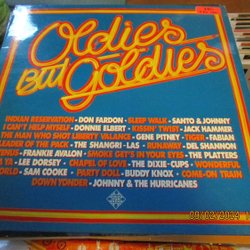 Oldies
But
Goldies
INDIAN RESERVATION • DON FARDON • SLEEP WALK • SANTO & JOHNNY
I CAN'T HELP MYSELF • DONNIE ELBERT • KISSIN' TWIST • JACK HAMMER
THE MAN WHO SHOT LIBERTY VALANCE • GENE PITNEY • TIGER • FABIAN
LEADER OF THE PACK • THE SHANGRI-LAS • RUNAWAY • DEL SHANNON
FRANKIE AVALON • SMOKE GET'S IN YOUR EYES • THE PLATTERS
YA • LEE DORSEY • CHAPEL OF LOVE • THE DIXIE-CUPS • WONDERFUL
WORLD • SAM COOKE • PARTY DOLL • BUDDY KNOX • COME-ON TRAIN
DOWN YONDER • JOHNNY & THE HURRICANES